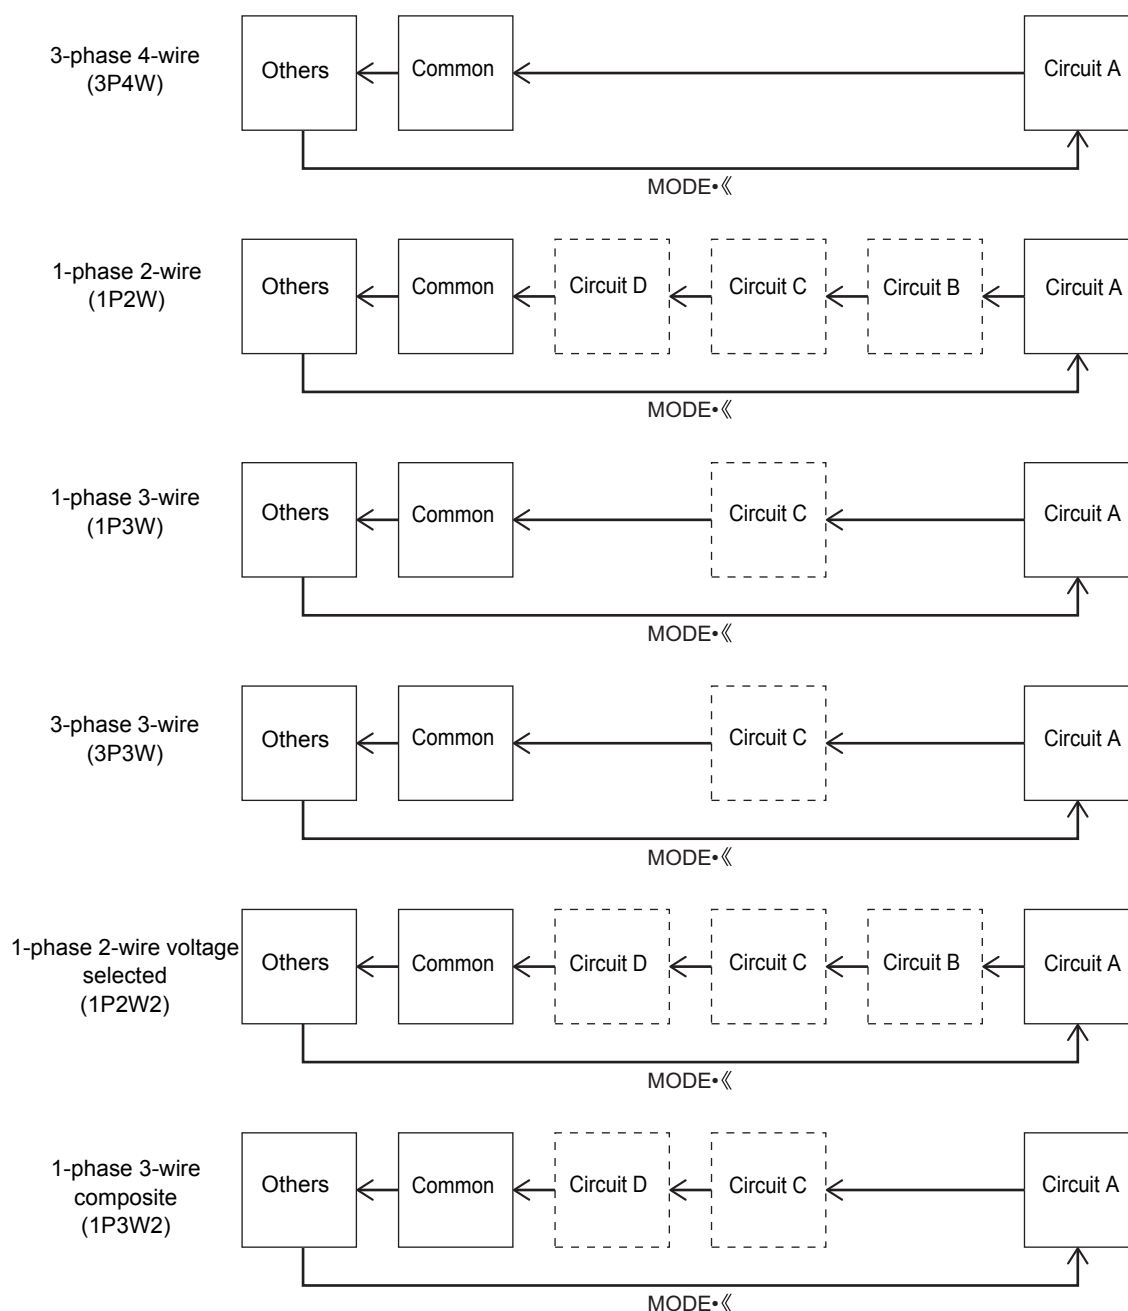 3-phase 4-wire
(3P4W)
Others
Common
Circuit A
MODE•《
1-phase 2-wire
(1P2W)
Others
Common
Circuit D
Circuit C
Circuit B
Circuit A
MODE•《
1-phase 3-wire
(1P3W)
Others
Common
Circuit C
Circuit A
MODE•《
3-phase 3-wire
(3P3W)
Others
Common
Circuit C
Circuit A
MODE•《
1-phase 2-wire voltage
selected
(1P2W2)
Others
Common
Circuit D
Circuit C
Circuit B
Circuit A
MODE•《
1-phase 3-wire
composite
(1P3W2)
Others
Common
Circuit D
Circuit C
Circuit A
MODE•《